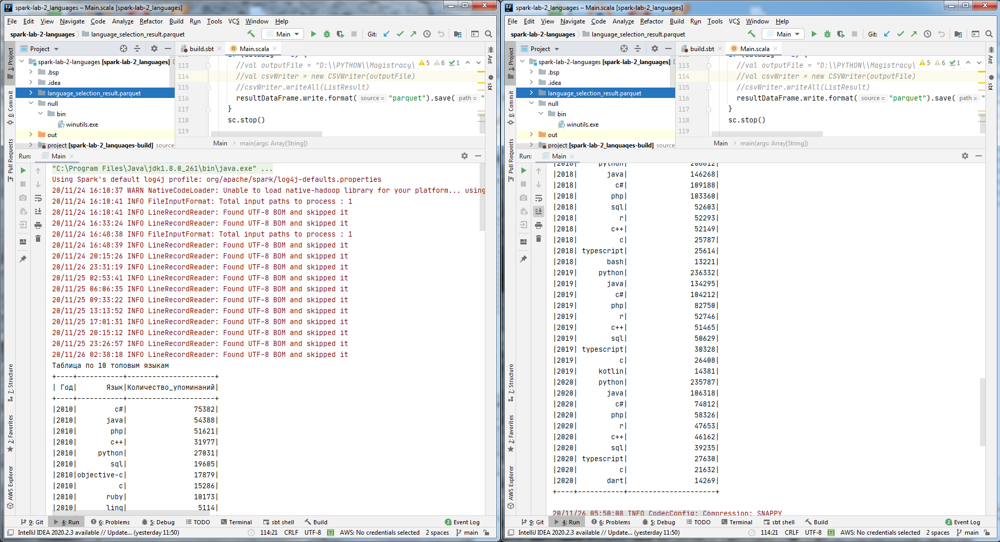 spark-lab-2_languages – Main.scala [spark-lab-2_languages]
File Edit View Navigate Code Analyze Refactor Build Run Tools VCS Window Help
spark-lab-2-languages language_selection_result.parquet Main Git:
Project build.sbt Main.scala
spark-lab-2-languages [spark-lab-2_languages]
.bsp
.idea
language_selection_result.parquet
null
bin
winutils.exe
out
project [spark-lab-2_languages-build] source
113 //val outputFile = "D:\\PYTHON\\Magistracy\ 5 6 1
114 //val csvWriter = new CSVWriter(outputFile)
115 //csvWriter.writeAll(ListResult)
116 resultDataFrame.write.format( source = "parquet").save( path = "
117 }
118 sc.stop()
119
Main main(args: Array[String])
1: Project
0: Commit
Pull Requests
7: Structure
2: Favorites
AWS Explorer
Ant
sbt
Run: Main
"C:\Program Files\Java\jdk1.8.0_261\bin\java.exe" ...
Using Spark's default log4j profile: org/apache/spark/log4j-defaults.properties
20/11/24 16:10:37 WARN NativeCodeLoader: Unable to load native-hadoop library for your platform... using
20/11/24 16:10:41 INFO FileInputFormat: Total input paths to process : 1
20/11/24 16:10:41 INFO LineRecordReader: Found UTF-8 BOM and skipped it
20/11/24 16:33:24 INFO LineRecordReader: Found UTF-8 BOM and skipped it
20/11/24 16:48:38 INFO FileInputFormat: Total input paths to process : 1
20/11/24 16:48:39 INFO LineRecordReader: Found UTF-8 BOM and skipped it
20/11/24 20:15:26 INFO LineRecordReader: Found UTF-8 BOM and skipped it
20/11/24 23:31:19 INFO LineRecordReader: Found UTF-8 BOM and skipped it
20/11/25 02:53:41 INFO LineRecordReader: Found UTF-8 BOM and skipped it
20/11/25 06:06:35 INFO LineRecordReader: Found UTF-8 BOM and skipped it
20/11/25 09:33:22 INFO LineRecordReader: Found UTF-8 BOM and skipped it
20/11/25 13:13:52 INFO LineRecordReader: Found UTF-8 BOM and skipped it
20/11/25 17:01:31 INFO LineRecordReader: Found UTF-8 BOM and skipped it
20/11/25 20:15:12 INFO LineRecordReader: Found UTF-8 BOM and skipped it
20/11/25 23:26:57 INFO LineRecordReader: Found UTF-8 BOM and skipped it
20/11/26 02:38:18 INFO LineRecordReader: Found UTF-8 BOM and skipped it
Таблица по 10 топовым языкам
+----+-----------+---------------------+
| Год| Язык|Количество_упоминаний|
+----+-----------+---------------------+
|2010| c#| 75382|
|2010| java| 54388|
|2010| php| 51621|
|2010| c++| 31977|
|2010| python| 27031|
|2010| sql| 19605|
|2010|objective-c| 17879|
|2010| c| 15286|
|2010| ruby| 10173|
|2010| linq| 5114|
9: Git 4: Run 6: Problems 5: Debug TODO Terminal sbt shell Build 2 Event Log
IntelliJ IDEA 2020.2.3 available // Update... (yesterday 11:50) 114:21 CRLF UTF-8 [T] AWS: No credentials selected 2 spaces main
spark-lab-2_languages – Main.scala [spark-lab-2_languages]
File Edit View Navigate Code Analyze Refactor Build Run Tools VCS Window Help
spark-lab-2-languages language_selection_result.parquet Main Git:
Project build.sbt Main.scala
spark-lab-2-languages [spark-lab-2_languages]
.bsp
.idea
language_selection_result.parquet
null
bin
winutils.exe
out
project [spark-lab-2_languages-build] source
113 //val outputFile = "D:\\PYTHON\\Magistracy\ 5 6 1
114 //val csvWriter = new CSVWriter(outputFile)
115 //csvWriter.writeAll(ListResult)
116 resultDataFrame.write.format( source = "parquet").save( path = "
117 }
118 sc.stop()
119
Main main(args: Array[String])
1: Project
0: Commit
Pull Requests
7: Structure
2: Favorites
AWS Explorer
Ant
sbt
Run: Main
|2018| python| 208812|
|2018| java| 146268|
|2018| c#| 109188|
|2018| php| 103360|
|2018| sql| 52603|
|2018| r| 52293|
|2018| c++| 52149|
|2018| c| 25787|
|2018| typescript| 25614|
|2018| bash| 13221|
|2019| python| 236332|
|2019| java| 134295|
|2019| c#| 104212|
|2019| php| 82750|
|2019| r| 52746|
|2019| c++| 51465|
|2019| sql| 50629|
|2019| typescript| 30328|
|2019| c| 26408|
|2019| kotlin| 14381|
|2020| python| 235787|
|2020| java| 106318|
|2020| c#| 74812|
|2020| php| 58326|
|2020| r| 47653|
|2020| c++| 46162|
|2020| sql| 39235|
|2020| typescript| 27630|
|2020| c| 21632|
|2020| dart| 14269|
+----+-----------+---------------------+
20/11/26 05:50:08 INFO CodecConfig: Compression: SNAPPY
9: Git 4: Run 6: Problems 5: Debug TODO Terminal sbt shell Build 2 Event Log
IntelliJ IDEA 2020.2.3 available // Update... (yesterday 11:50) 114:21 CRLF UTF-8 [T] AWS: No credentials selected 2 spaces main